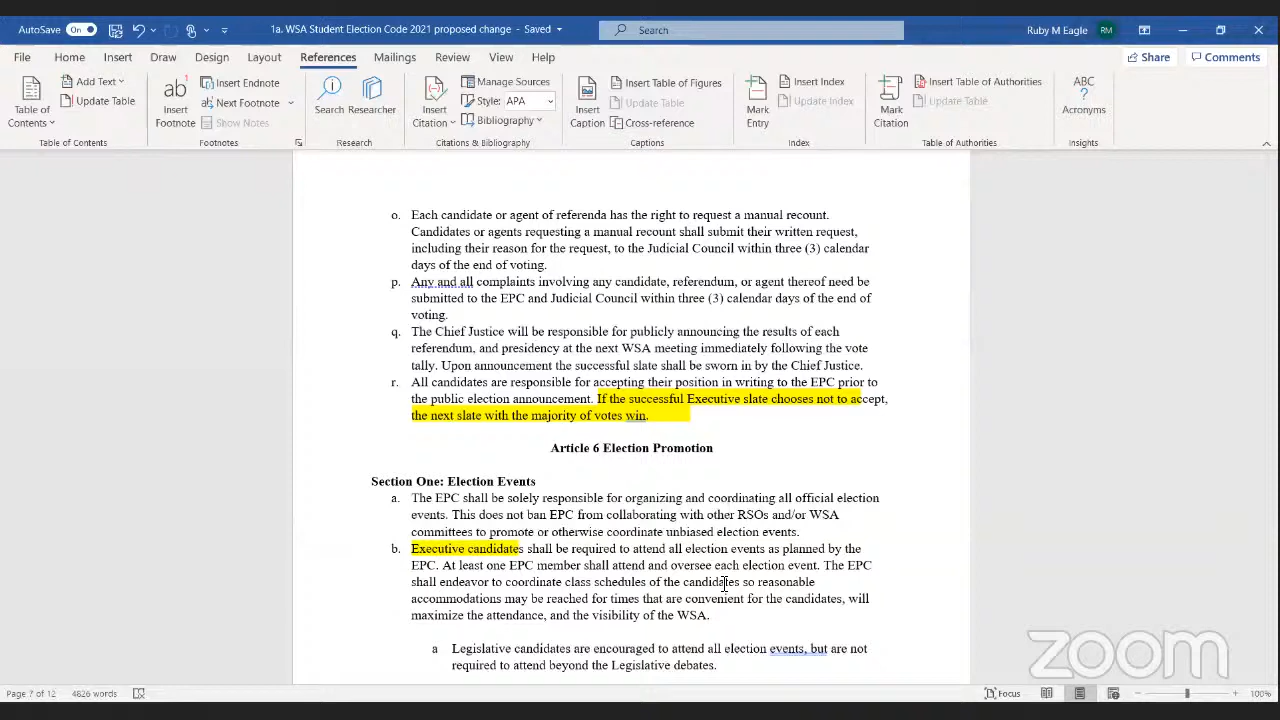 AutoSave On 1a. WSA Student Election Code 2021 proposed change - Saved Search Ruby M Eagle RM
File Home Insert Draw Design Layout References Mailings Review View Help Share Comments
Table of Contents
Add Text
Update Table
Table of Contents
ab
Insert Footnote
Insert Endnote
Next Footnote
Show Notes
Footnotes
Search Researcher
Research
Insert Citation
Manage Sources
Style: APA
Bibliography
Citations & Bibliography
Insert Caption
Insert Table of Figures
Update Table
Cross-reference
Captions
Mark Entry
Insert Index
Update Index
Index
Mark Citation
Insert Table of Authorities
Update Table
Table of Authorities
ABC
?
Acronyms
Insights
o. Each candidate or agent of referenda has the right to request a manual recount.
Candidates or agents requesting a manual recount shall submit their written request,
including their reason for the request, to the Judicial Council within three (3) calendar
days of the end of voting.
p. Any and all complaints involving any candidate, referendum, or agent thereof need be
submitted to the EPC and Judicial Council within three (3) calendar days of the end of
voting.
q. The Chief Justice will be responsible for publicly announcing the results of each
referendum, and presidency at the next WSA meeting immediately following the vote
tally. Upon announcement the successful slate shall be sworn in by the Chief Justice.
r. All candidates are responsible for accepting their position in writing to the EPC prior to
the public election announcement. If the successful Executive slate chooses not to accept,
the next slate with the majority of votes win.
Article 6 Election Promotion
Section One: Election Events
a. The EPC shall be solely responsible for organizing and coordinating all official election
events. This does not ban EPC from collaborating with other RSOs and/or WSA
committees to promote or otherwise coordinate unbiased election events.
b. Executive candidates shall be required to attend all election events as planned by the
EPC. At least one EPC member shall attend and oversee each election event. The EPC
shall endeavor to coordinate class schedules of the candidates so reasonable
accommodations may be reached for times that are convenient for the candidates, will
maximize the attendance, and the visibility of the WSA.
a Legislative candidates are encouraged to attend all election events, but are not
required to attend beyond the Legislative debates.
zoom
Page 7 of 12 4826 words Focus 100%